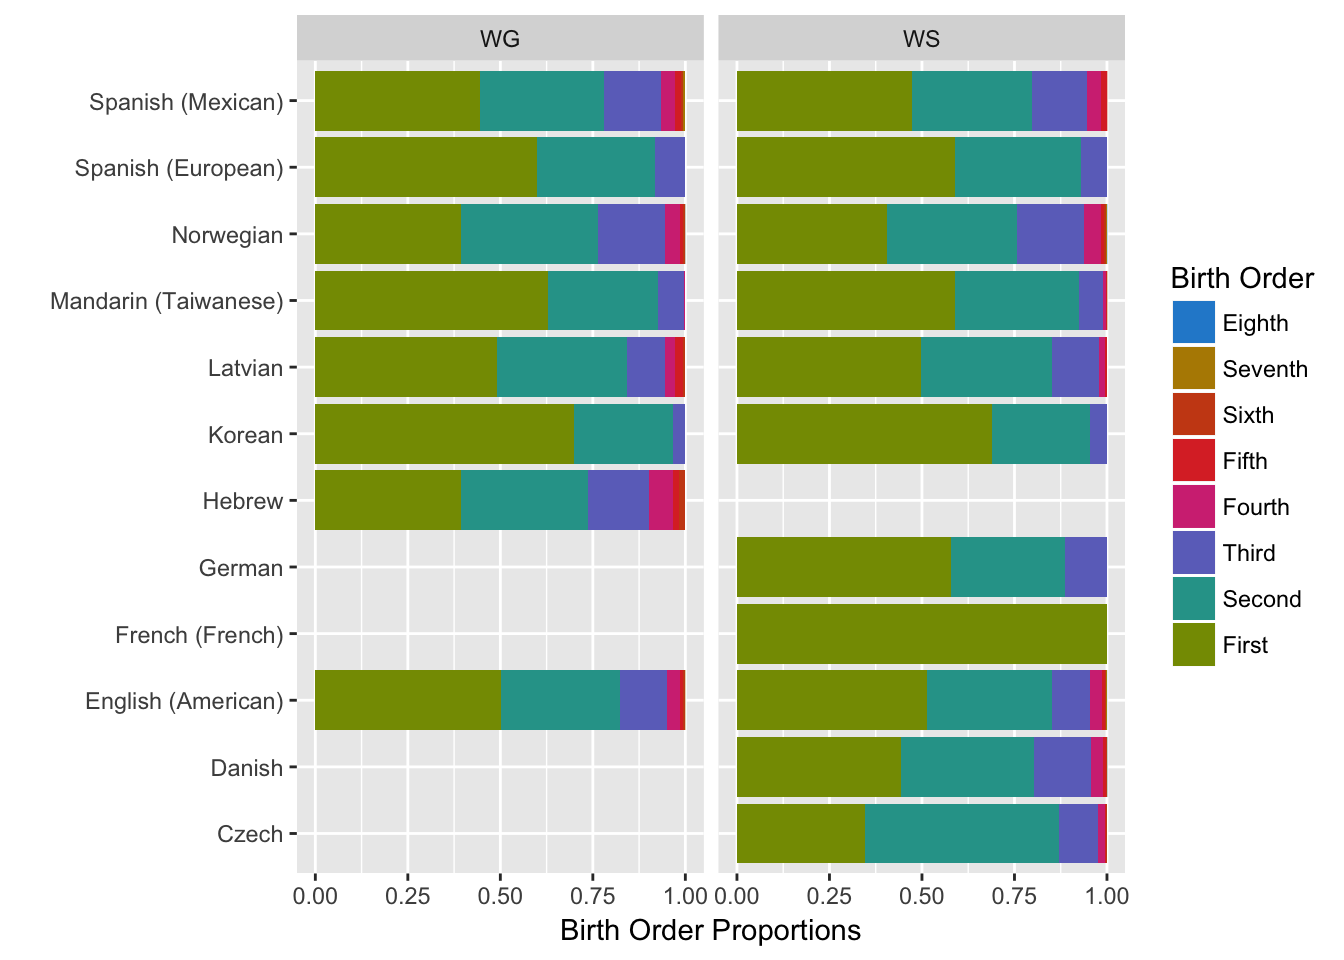 WG
WS
Spanish (Mexican)
Spanish (European)
Norwegian
Mandarin (Taiwanese)
Latvian
Korean
Hebrew
German
French (French)
English (American)
Danish
Czech
0.00 0.25 0.50 0.75 1.00 0.00 0.25 0.50 0.75 1.00
Birth Order Proportions
Birth Order
Eighth
Seventh
Sixth
Fifth
Fourth
Third
Second
First